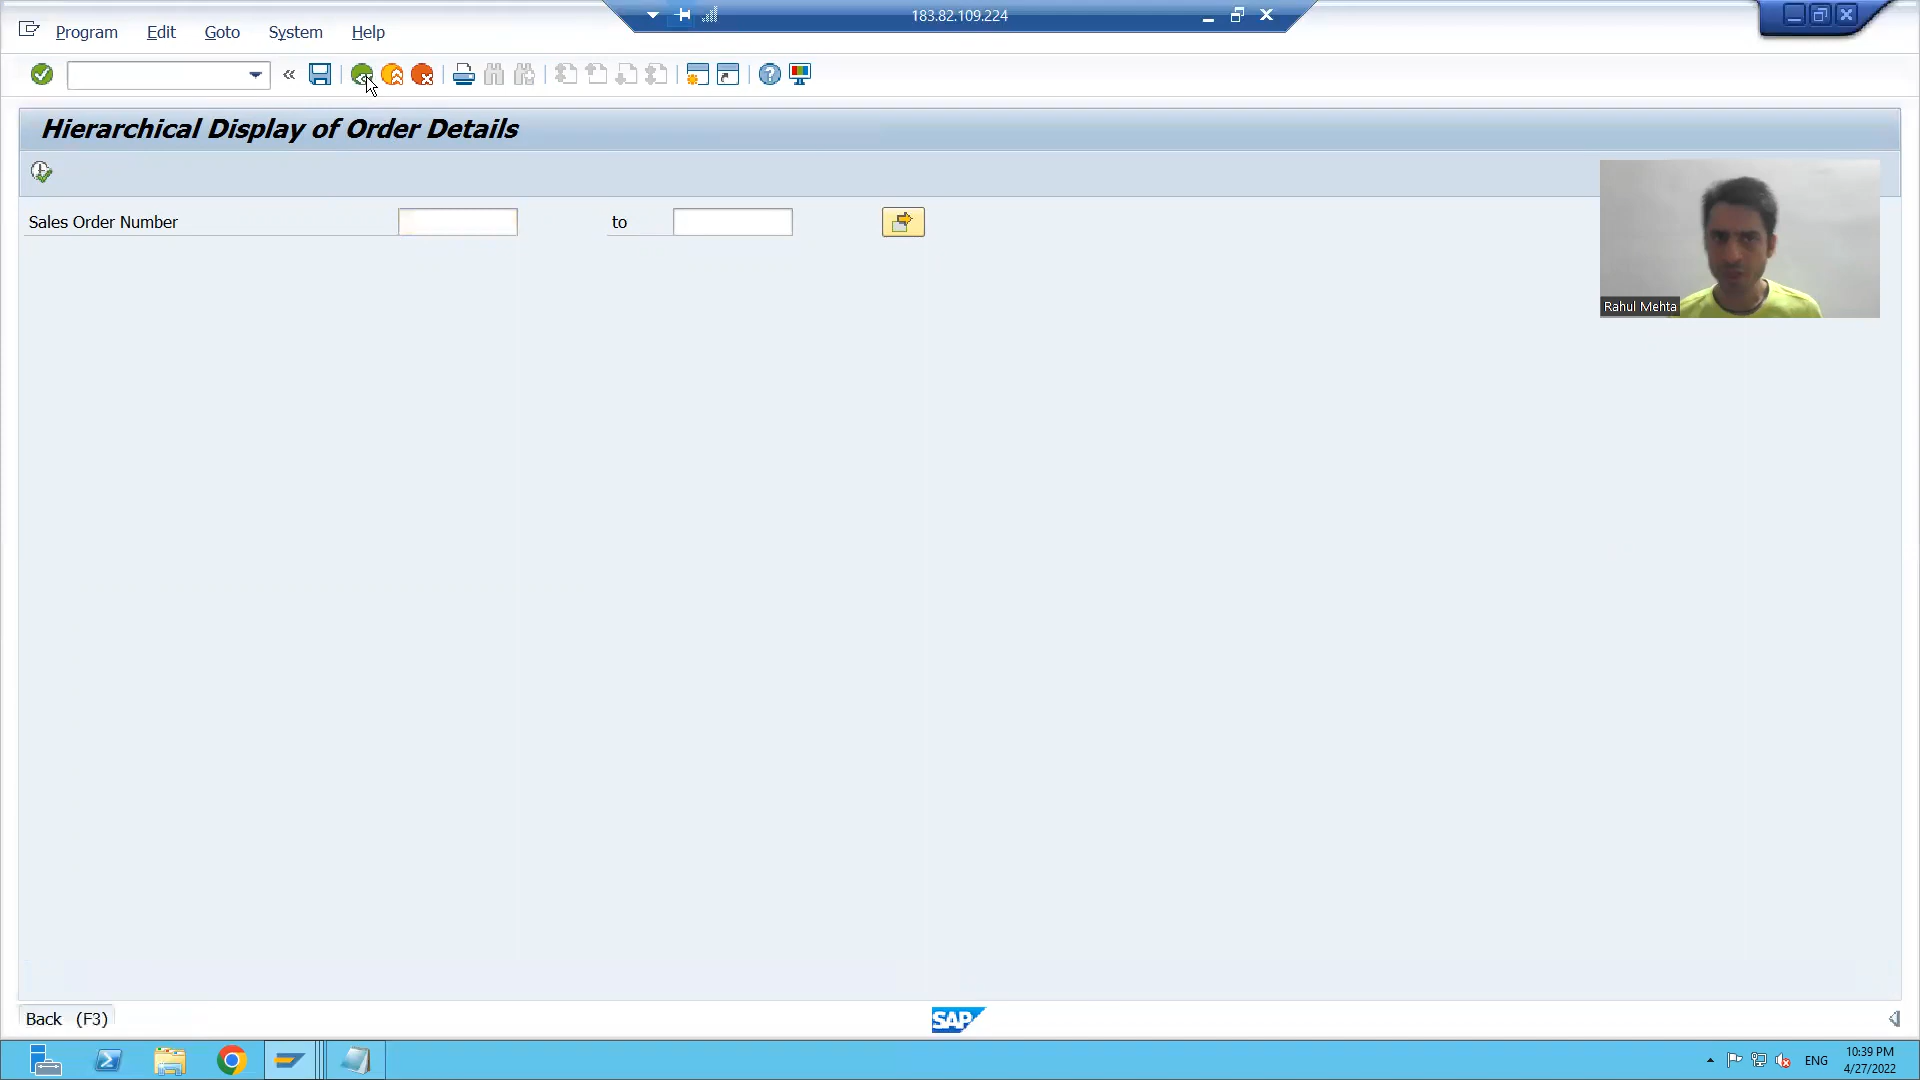 183.82.109.224
Program Edit Goto System Help
Hierarchical Display of Order Details
Sales Order Number to
Rahul Mehta
Back (F3)
SAP
ENG
10:39 PM
4/27/2022